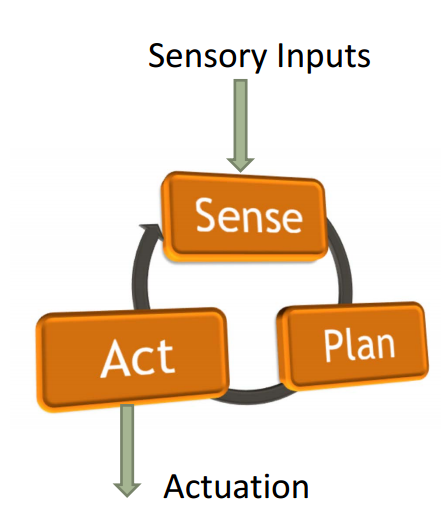 Sensory Inputs
Sense
Plan
Act
Actuation